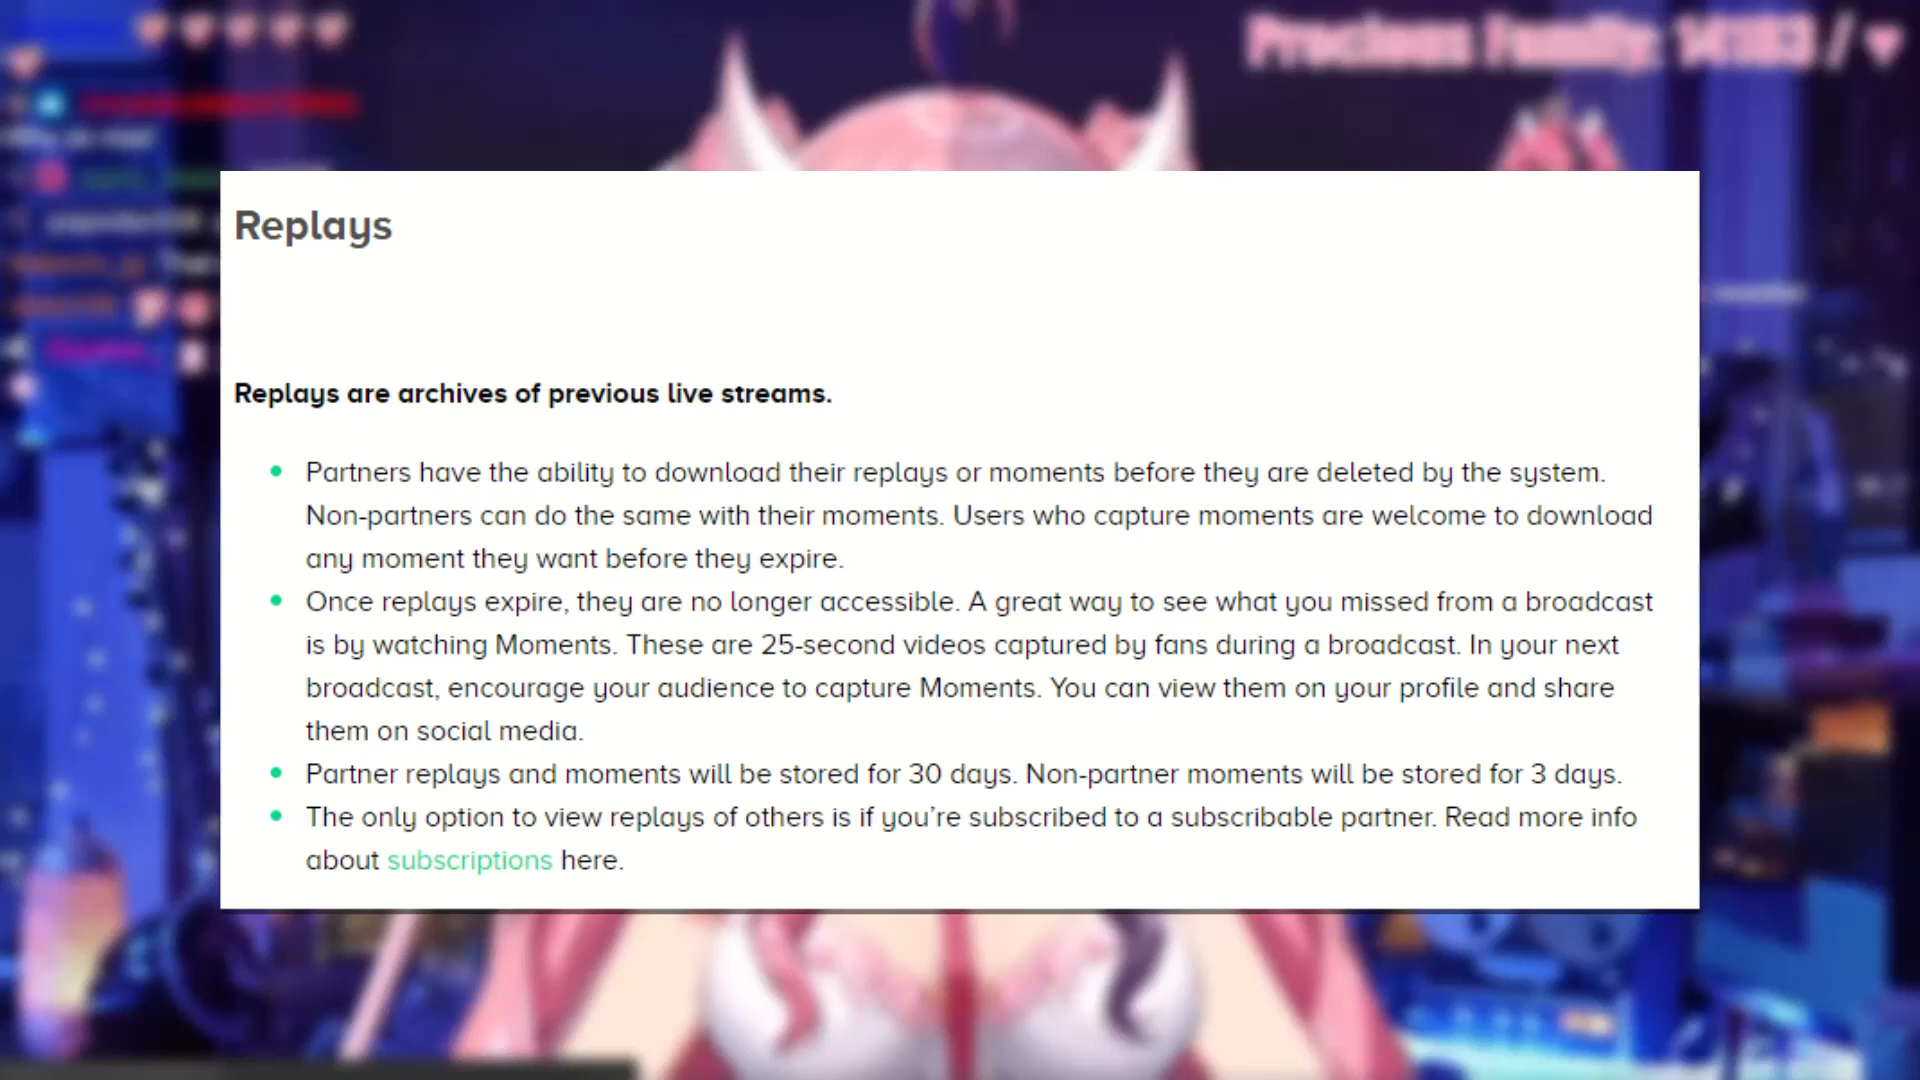 Precious Family: / ♥
Replays
Replays are archives of previous live streams.
Partners have the ability to download their replays or moments before they are deleted by the system.
Non-partners can do the same with their moments. Users who capture moments are welcome to download
any moment they want before they expire.
Once replays expire, they are no longer accessible. A great way to see what you missed from a broadcast
is by watching Moments. These are 25-second videos captured by fans during a broadcast. In your next
broadcast, encourage your audience to capture Moments. You can view them on your profile and share
them on social media.
Partner replays and moments will be stored for 30 days. Non-partner moments will be stored for 3 days.
The only option to view replays of others is if you’re subscribed to a subscribable partner. Read more info
about subscriptions here.